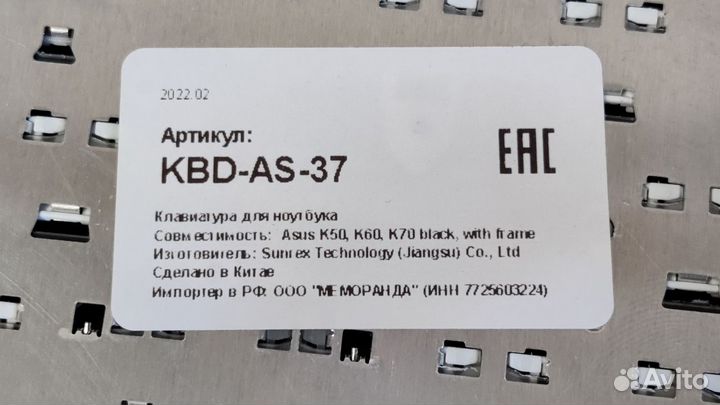 2022.02
Артикул:
KBD-AS-37
EAC
Клавиатура для ноутбука
Совместимость: Asus K50, K60, K70 black, with frame
Изготовитель: Sunrex Technology (Jiangsu) Co., Ltd
Сделано в Китае
Импортер в РФ: ООО "МЕМОРАНДА" (ИНН 7725603224)
Avito